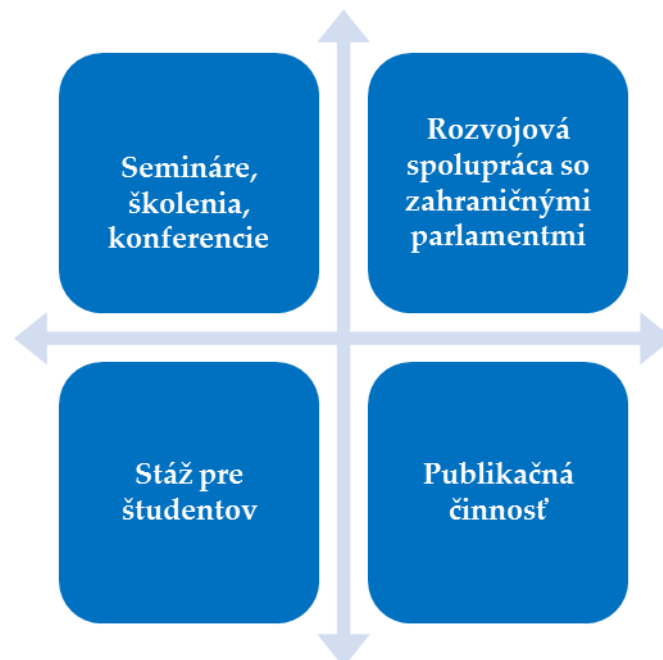 Semináre,
školenia,
konferencie
Rozvojová
spolupráca so
zahraničnými
parlamentmi
Stáž pre
študentov
Publikačná
činnosť